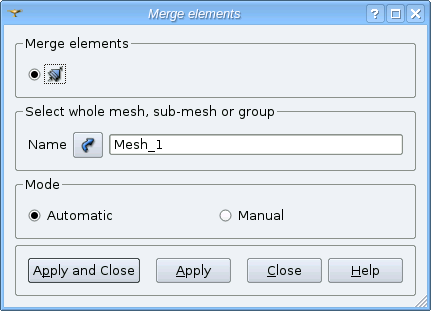 Merge elements
Merge elements
Select whole mesh, sub-mesh or group
Name Mesh_1
Mode
Automatic Manual
Apply and Close Apply Close Help